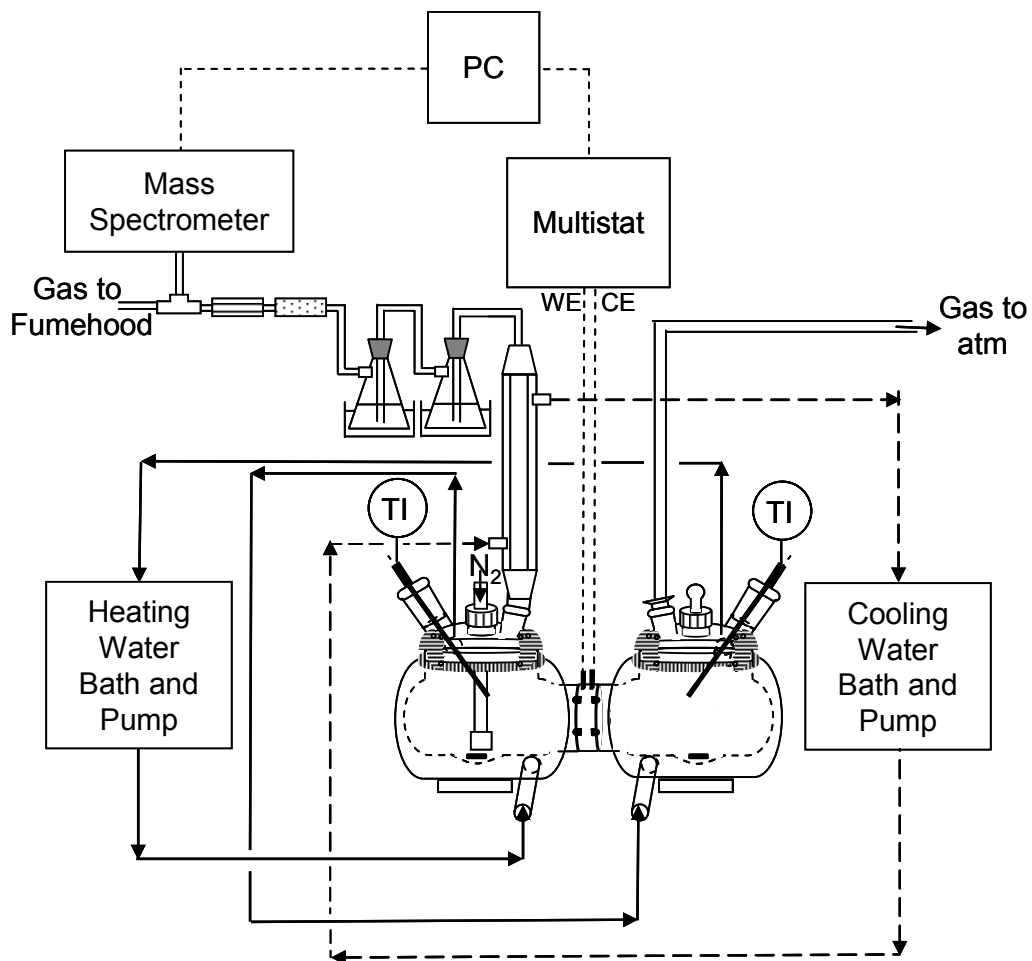 PC
Mass
Spectrometer
Multistat
Gas to
Fumehood
WE
CE
Gas to
atm
TI
TI
N2
Heating
Water
Bath and
Pump
Cooling
Water
Bath and
Pump